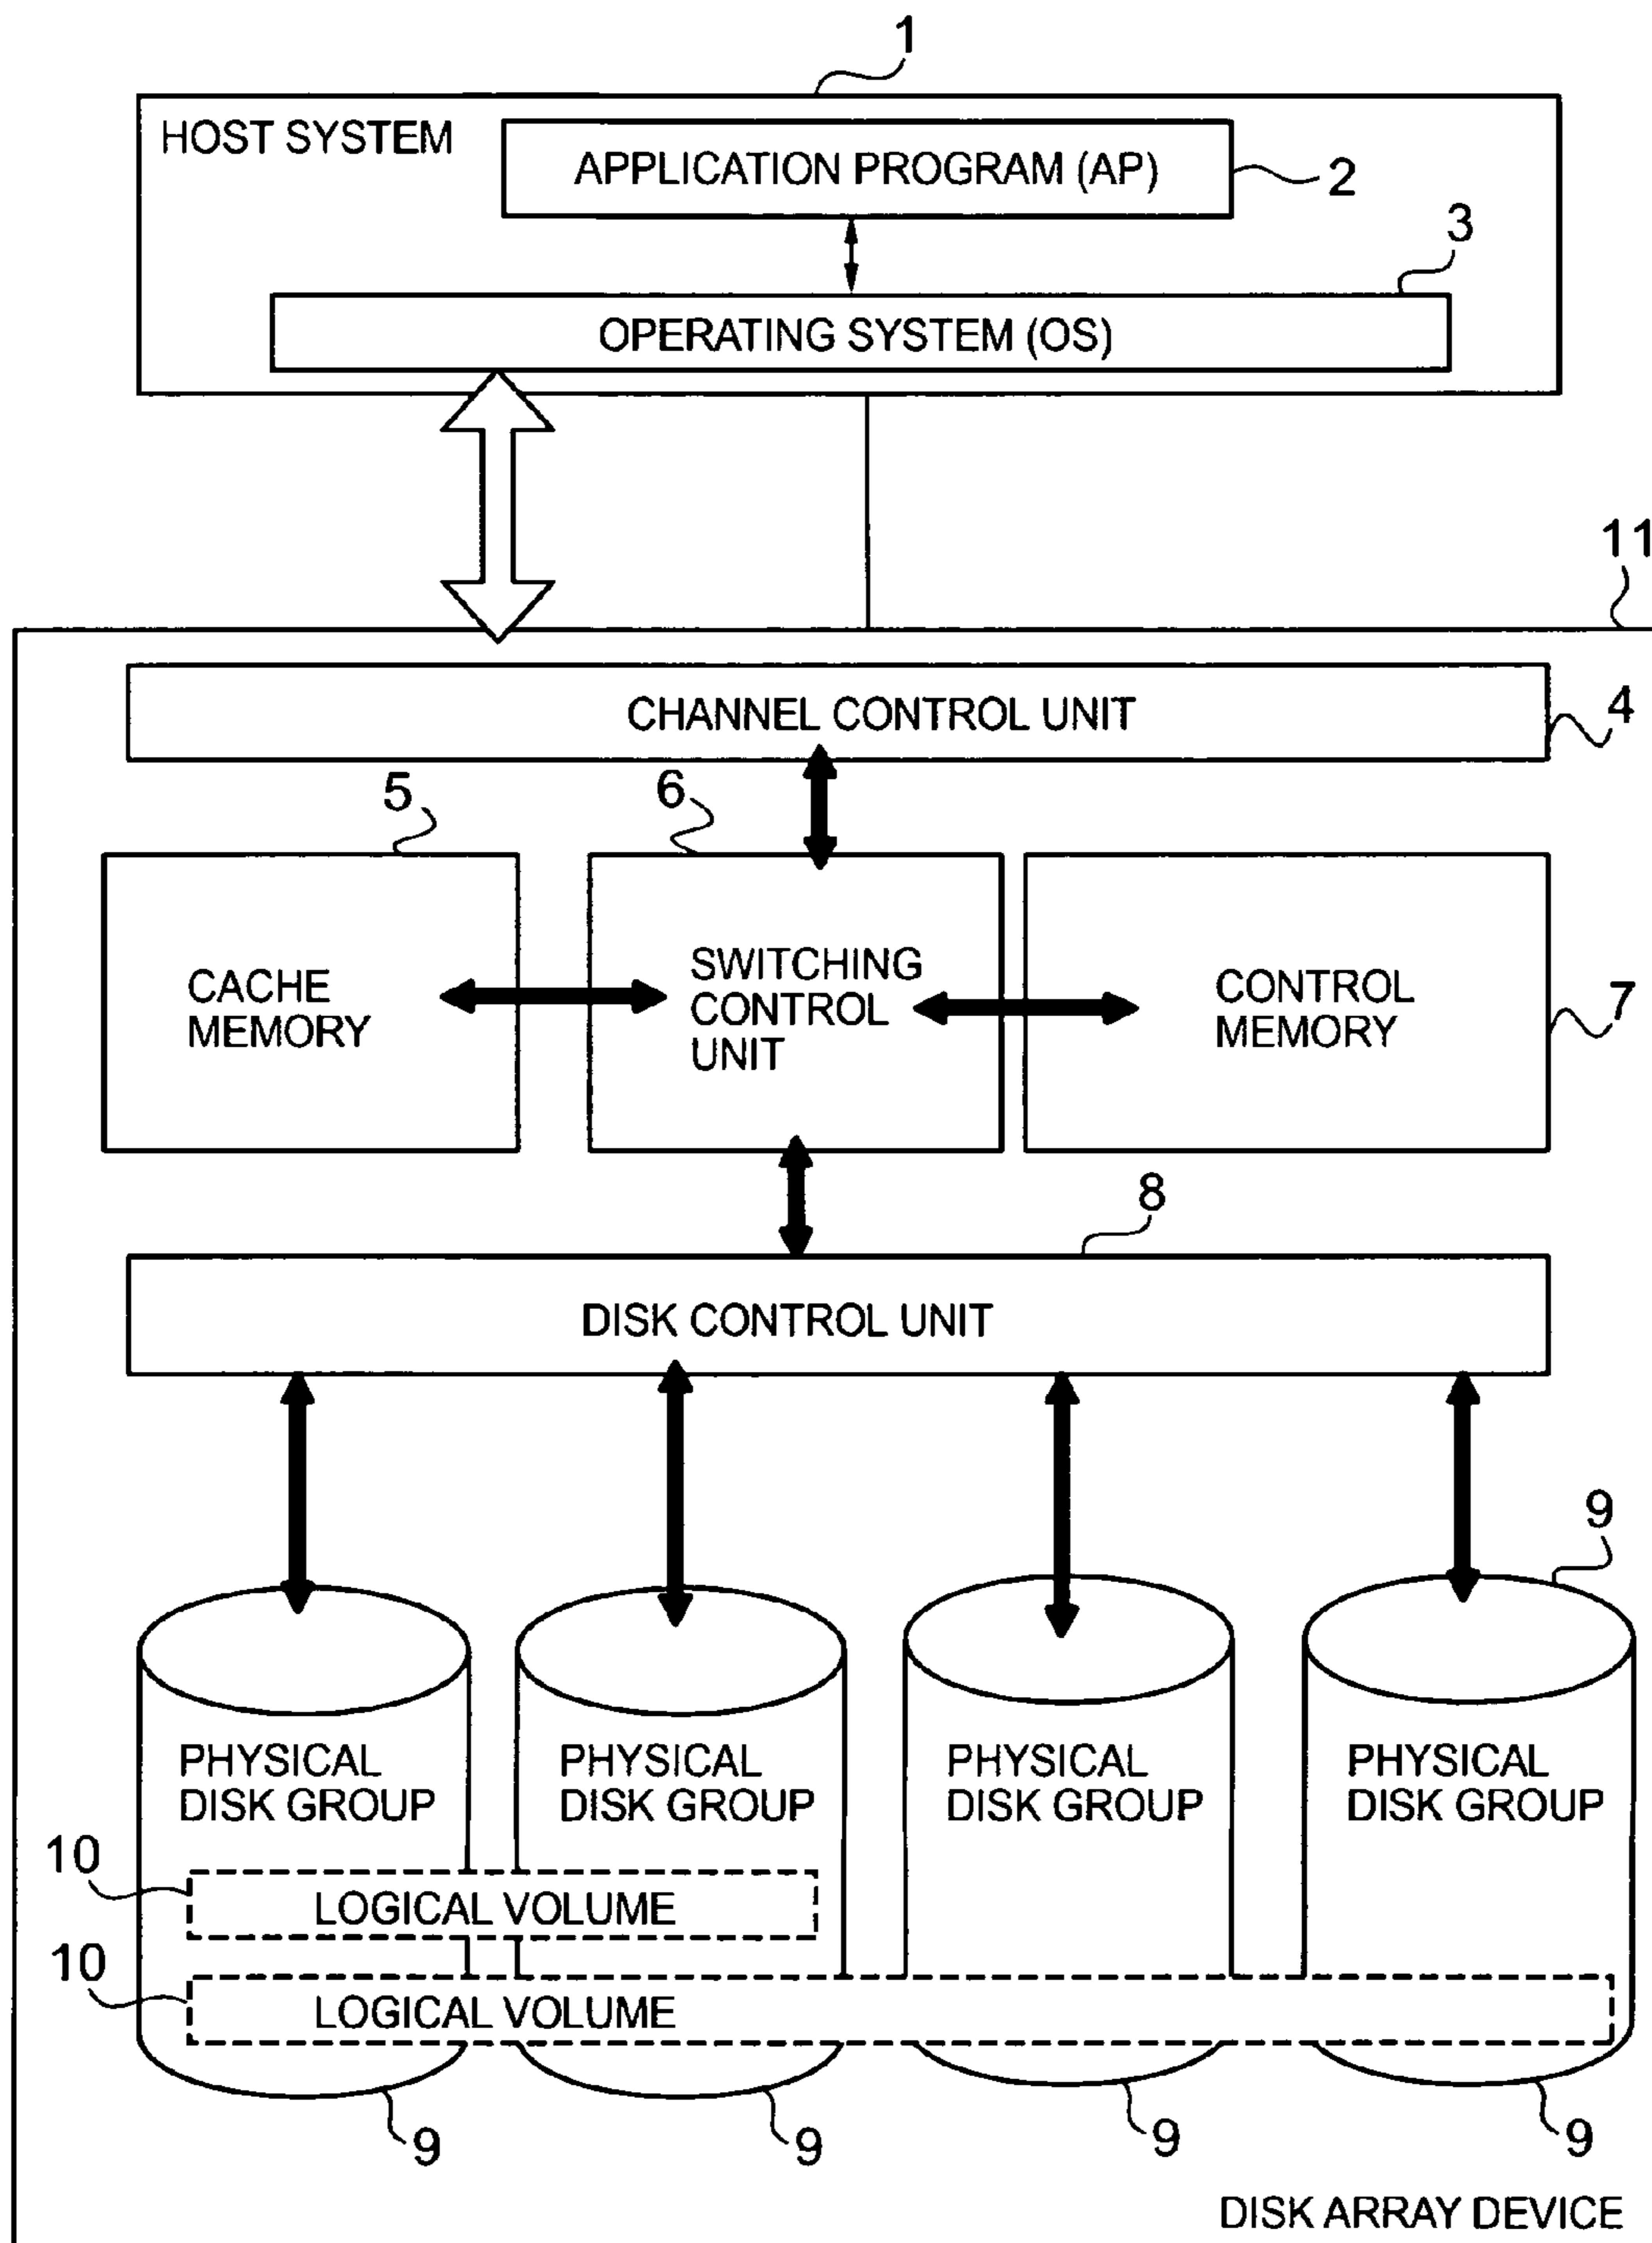 1
HOST SYSTEM
APPLICATION PROGRAM (AP)
2
3
OPERATING SYSTEM (OS)
11
CHANNEL CONTROL UNIT
4
5
6
CACHE
MEMORY
SWITCHING
CONTROL
UNIT
CONTROL
MEMORY
7
8
DISK CONTROL UNIT
9
PHYSICAL
DISK GROUP
PHYSICAL
DISK GROUP
PHYSICAL
DISK GROUP
PHYSICAL
DISK GROUP
10
LOGICAL VOLUME
10
LOGICAL VOLUME
9
9
9
9
DISK ARRAY DEVICE